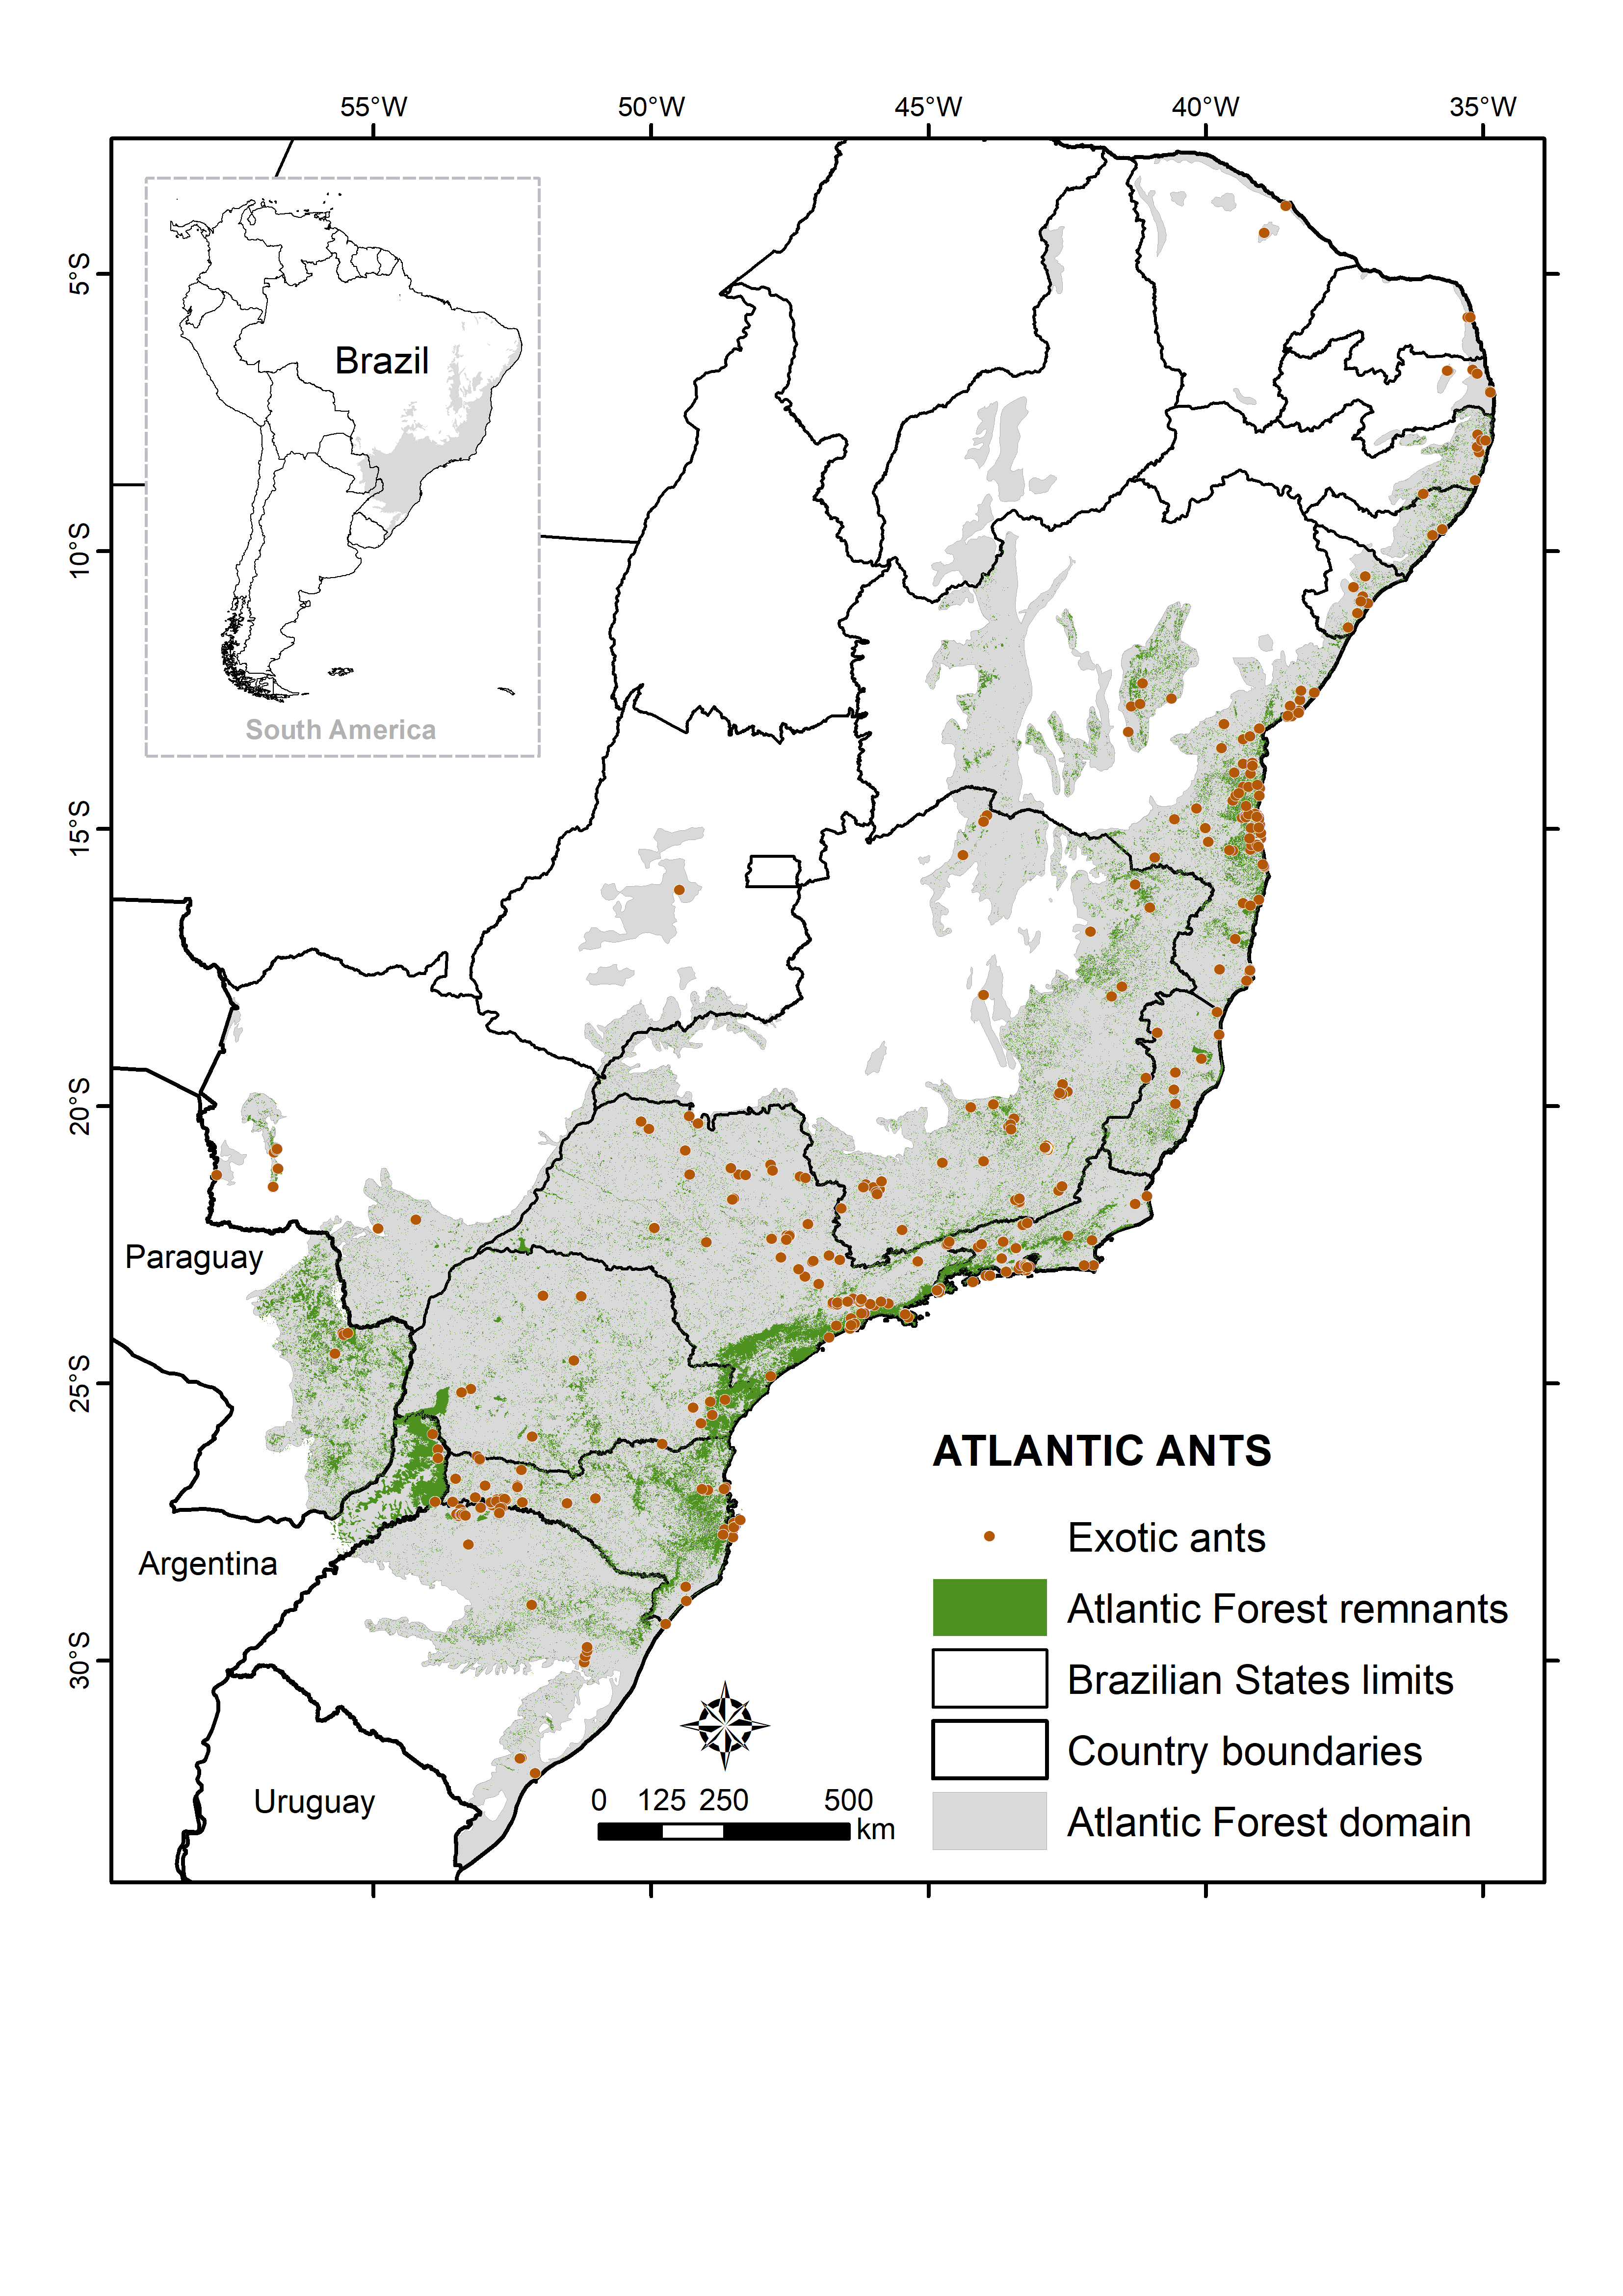 55°W 50°W 45°W 40°W 35°W
5°S
10°S
15°S
20°S
25°S
30°S
Brazil
South America
Paraguay
Argentina
Uruguay
ATLANTIC ANTS
Exotic ants
Atlantic Forest remnants
Brazilian States limits
Country boundaries
Atlantic Forest domain
0 125 250 500
km